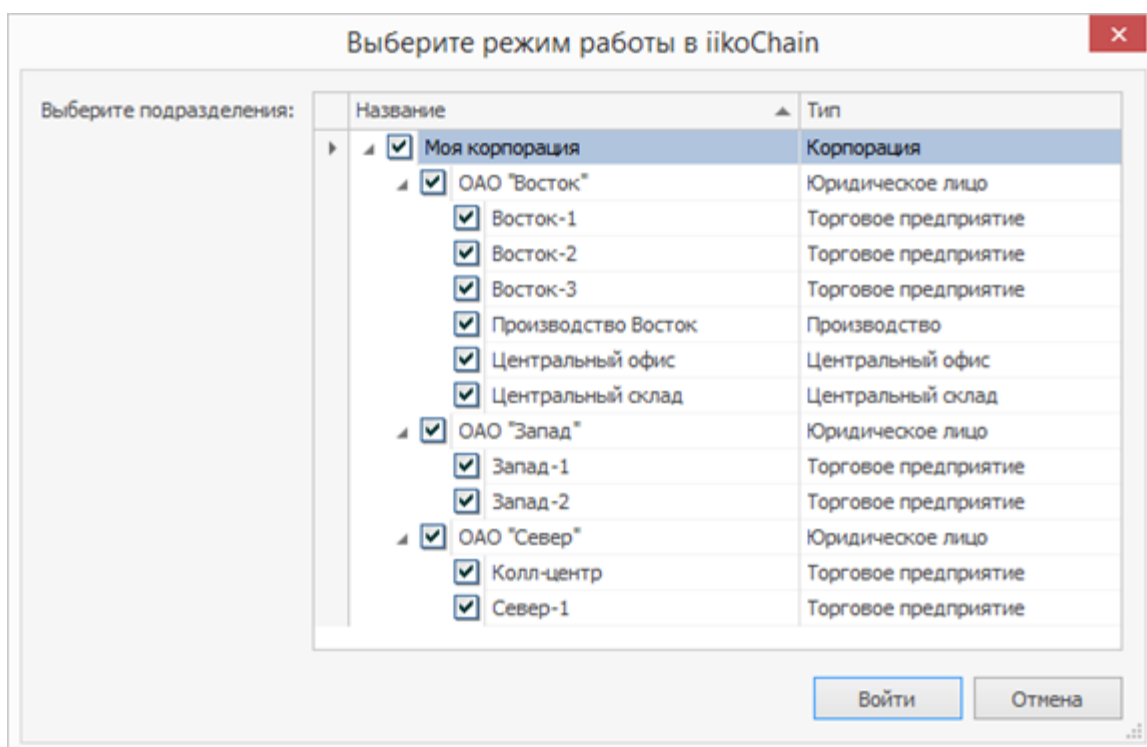 Выберите режим работы в iikoChain
Выберите подразделения:
Название Тип
Моя корпорация Корпорация
ОАО "Восток" Юридическое лицо
Восток-1 Торговое предприятие
Восток-2 Торговое предприятие
Восток-3 Торговое предприятие
Производство Восток Производство
Центральный офис Центральный офис
Центральный склад Центральный склад
ОАО "Запад" Юридическое лицо
Запад-1 Торговое предприятие
Запад-2 Торговое предприятие
ОАО "Север" Юридическое лицо
Колл-центр Торговое предприятие
Север-1 Торговое предприятие
Войти Отмена